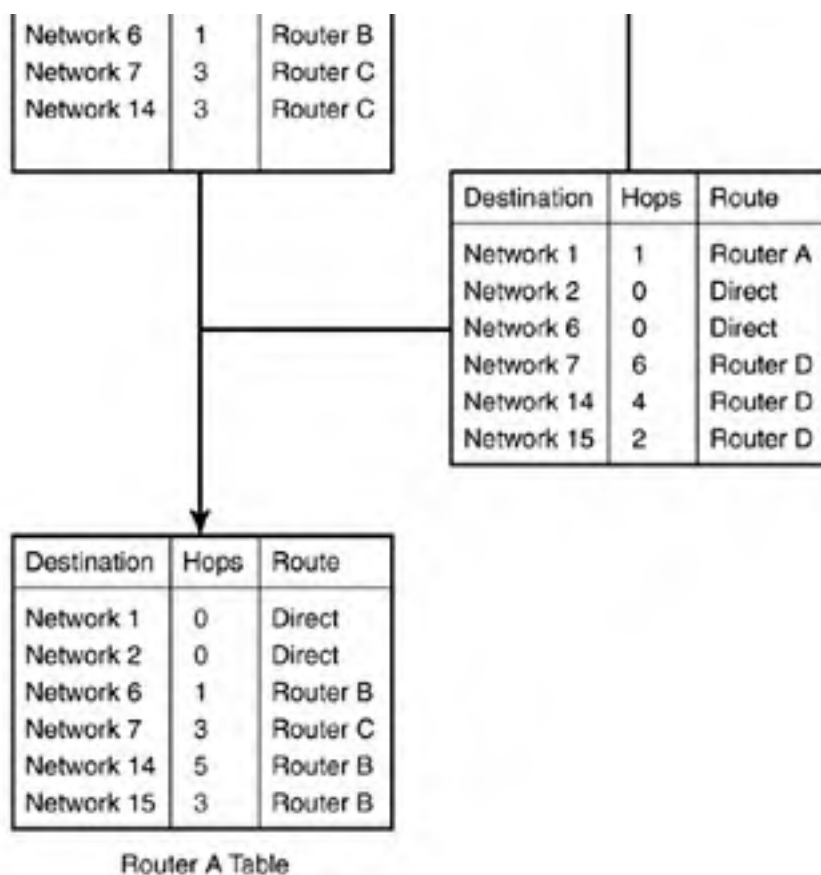 Network 6 1 Router B
Network 7 3 Router C
Network 14 3 Router C
Destination Hops Route
Network 1 1 Router A
Network 2 0 Direct
Network 6 0 Direct
Network 7 6 Router D
Network 14 4 Router D
Network 15 2 Router D
Destination Hops Route
Network 1 0 Direct
Network 2 0 Direct
Network 6 1 Router B
Network 7 3 Router C
Network 14 5 Router B
Network 15 3 Router B
Router A Table